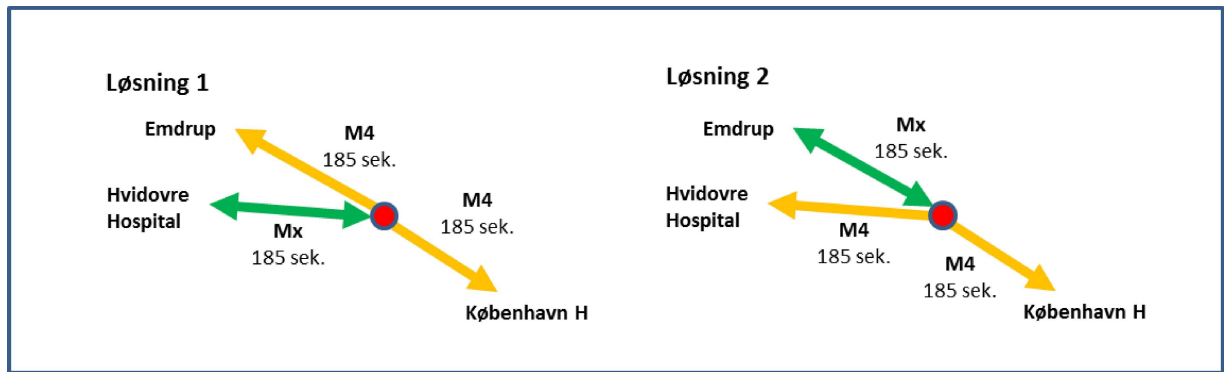 Løsning 1
Emdrup
M4
185 sek.
Hvidovre
Hospital
M4
185 sek.
Mx
185 sek.
København H
Løsning 2
Emdrup
Mx
185 sek.
Hvidovre
Hospital
M4
185 sek.
M4
185 sek.
København H